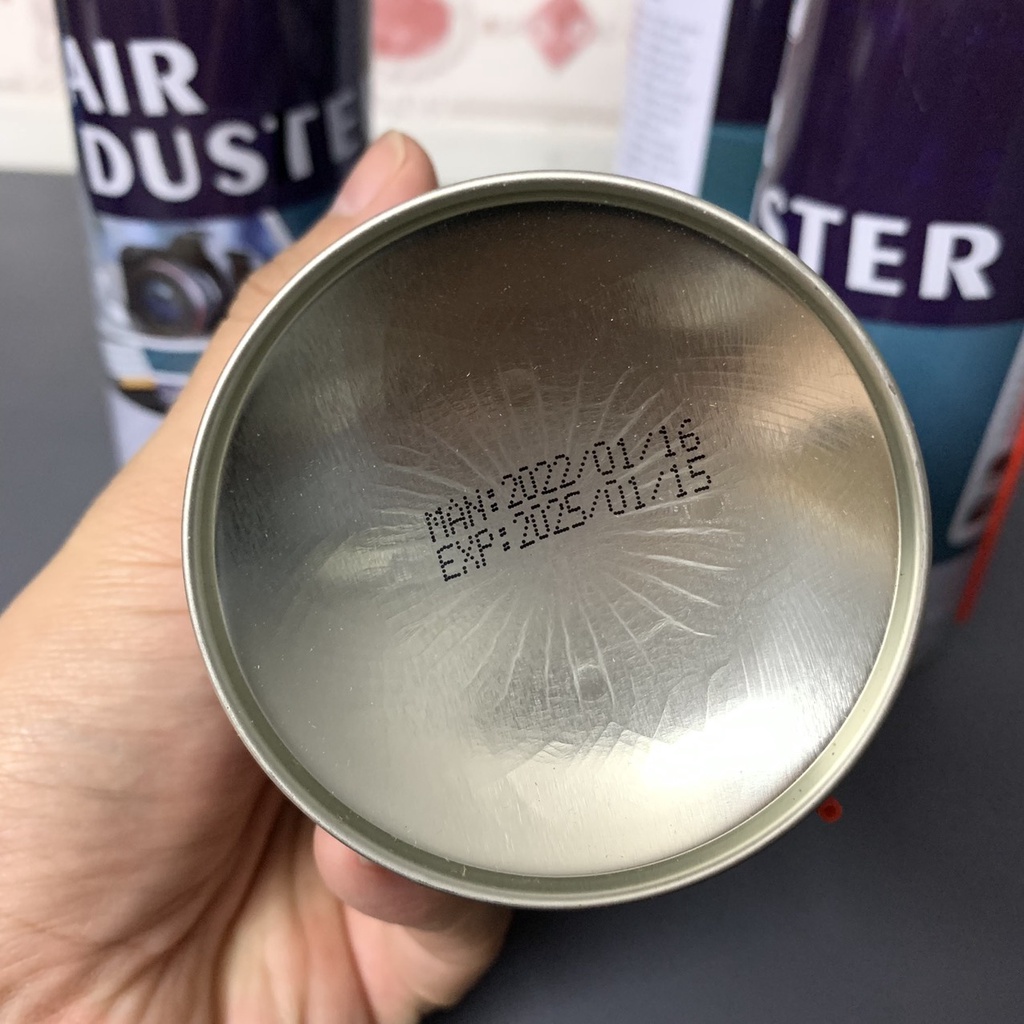 AIR
DUSTE
STER
MAN:2022/01/16
EXP:2025/01/15